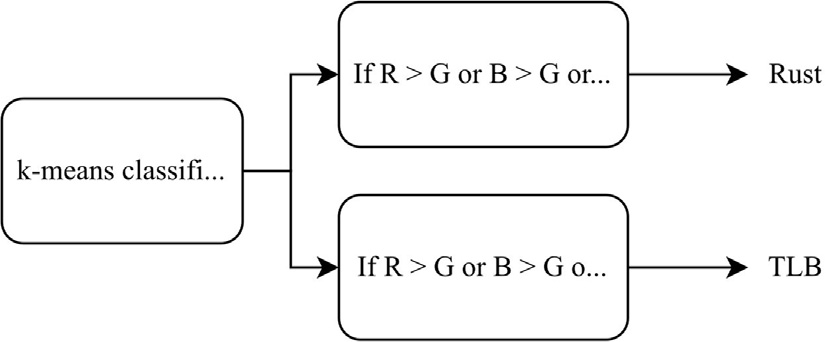 If R > G or B > G or...
Rust
k-means classifi...
If R > G or B > G o...
TLB